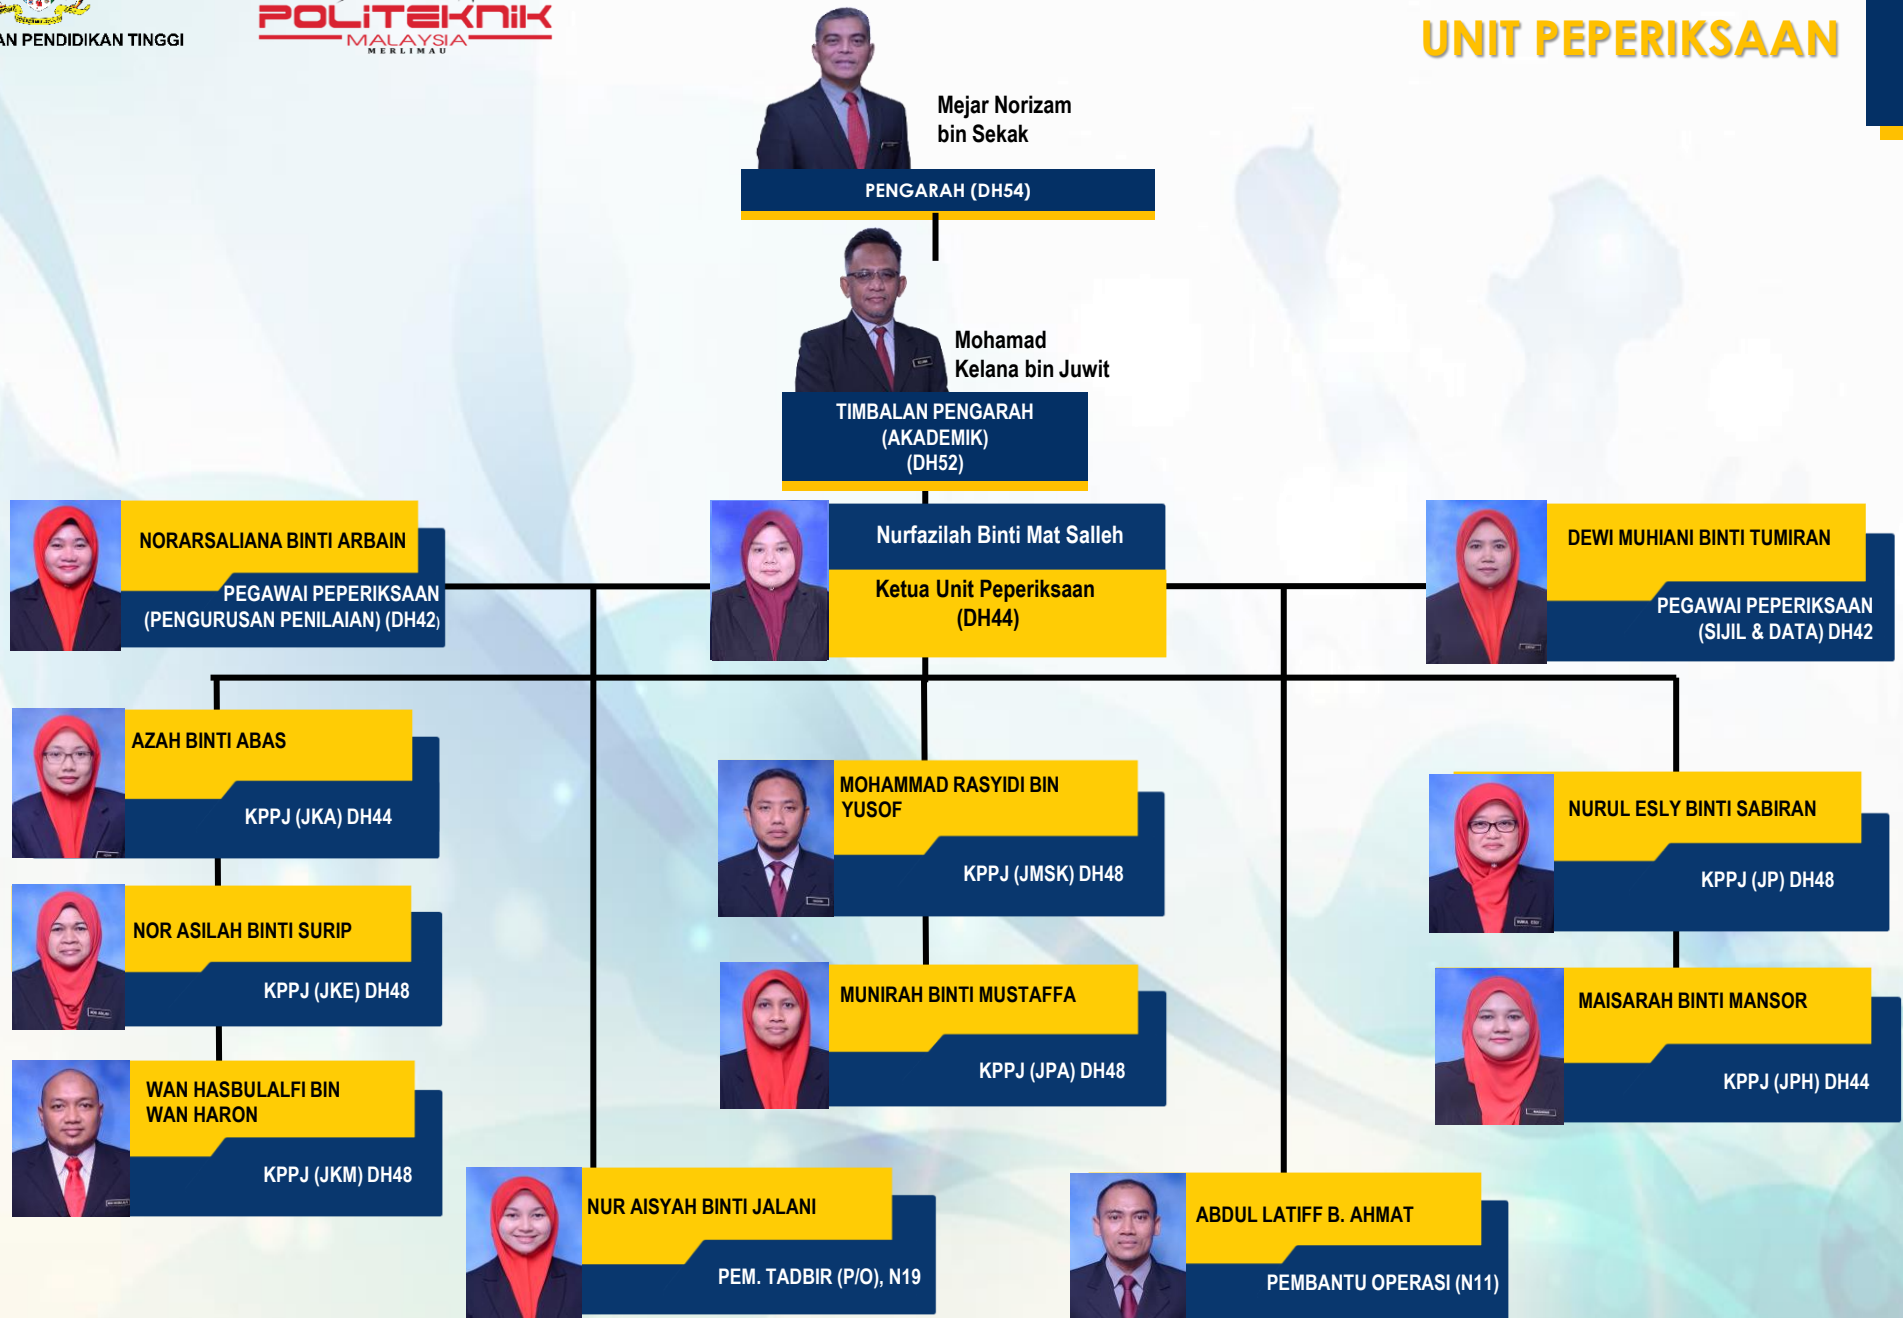 AN PENDIDIKAN TINGGI
POLITEKNIK
MALAYSIA
MERLIMAU
UNIT PEPERIKSAAN
Mejar Norizam
bin Sekak
PENGARAH (DH54)
Mohamad
Kelana bin Juwit
TIMBALAN PENGARAH
(AKADEMIK)
(DH52)
NORARSALIANA BINTI ARBAIN
PEGAWAI PEPERIKSAAN
(PENGURUSAN PENILAIAN) (DH42)
Nurfazilah Binti Mat Salleh
Ketua Unit Peperiksaan
(DH44)
DEWI MUHIANI BINTI TUMIRAN
PEGAWAI PEPERIKSAAN
(SIJIL & DATA) DH42
AZAH BINTI ABAS
KPPJ (JKA) DH44
MOHAMMAD RASYIDI BIN
YUSOF
KPPJ (JMSK) DH48
NURUL ESLY BINTI SABIRAN
KPPJ (JP) DH48
NOR ASILAH BINTI SURIP
KPPJ (JKE) DH48
MUNIRAH BINTI MUSTAFFA
KPPJ (JPA) DH48
MAISARAH BINTI MANSOR
KPPJ (JPH) DH44
WAN HASBULALFI BIN
WAN HARON
KPPJ (JKM) DH48
NUR AISYAH BINTI JALANI
PEM. TADBIR (P/O), N19
ABDUL LATIFF B. AHMAT
PEMBANTU OPERASI (N11)